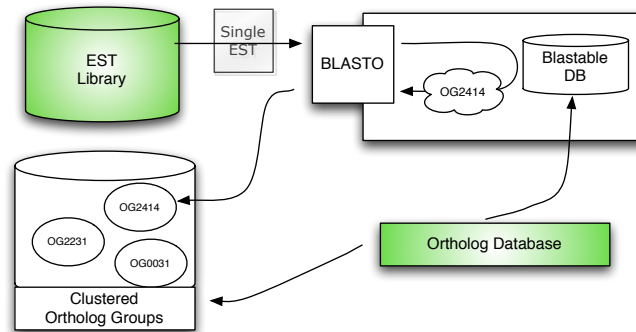 EST
Library
Single
EST
BLASTO
OG2414
Blastable
DB
OG2414
OG2231
OG0031
Clustered
Ortholog Groups
Ortholog Database